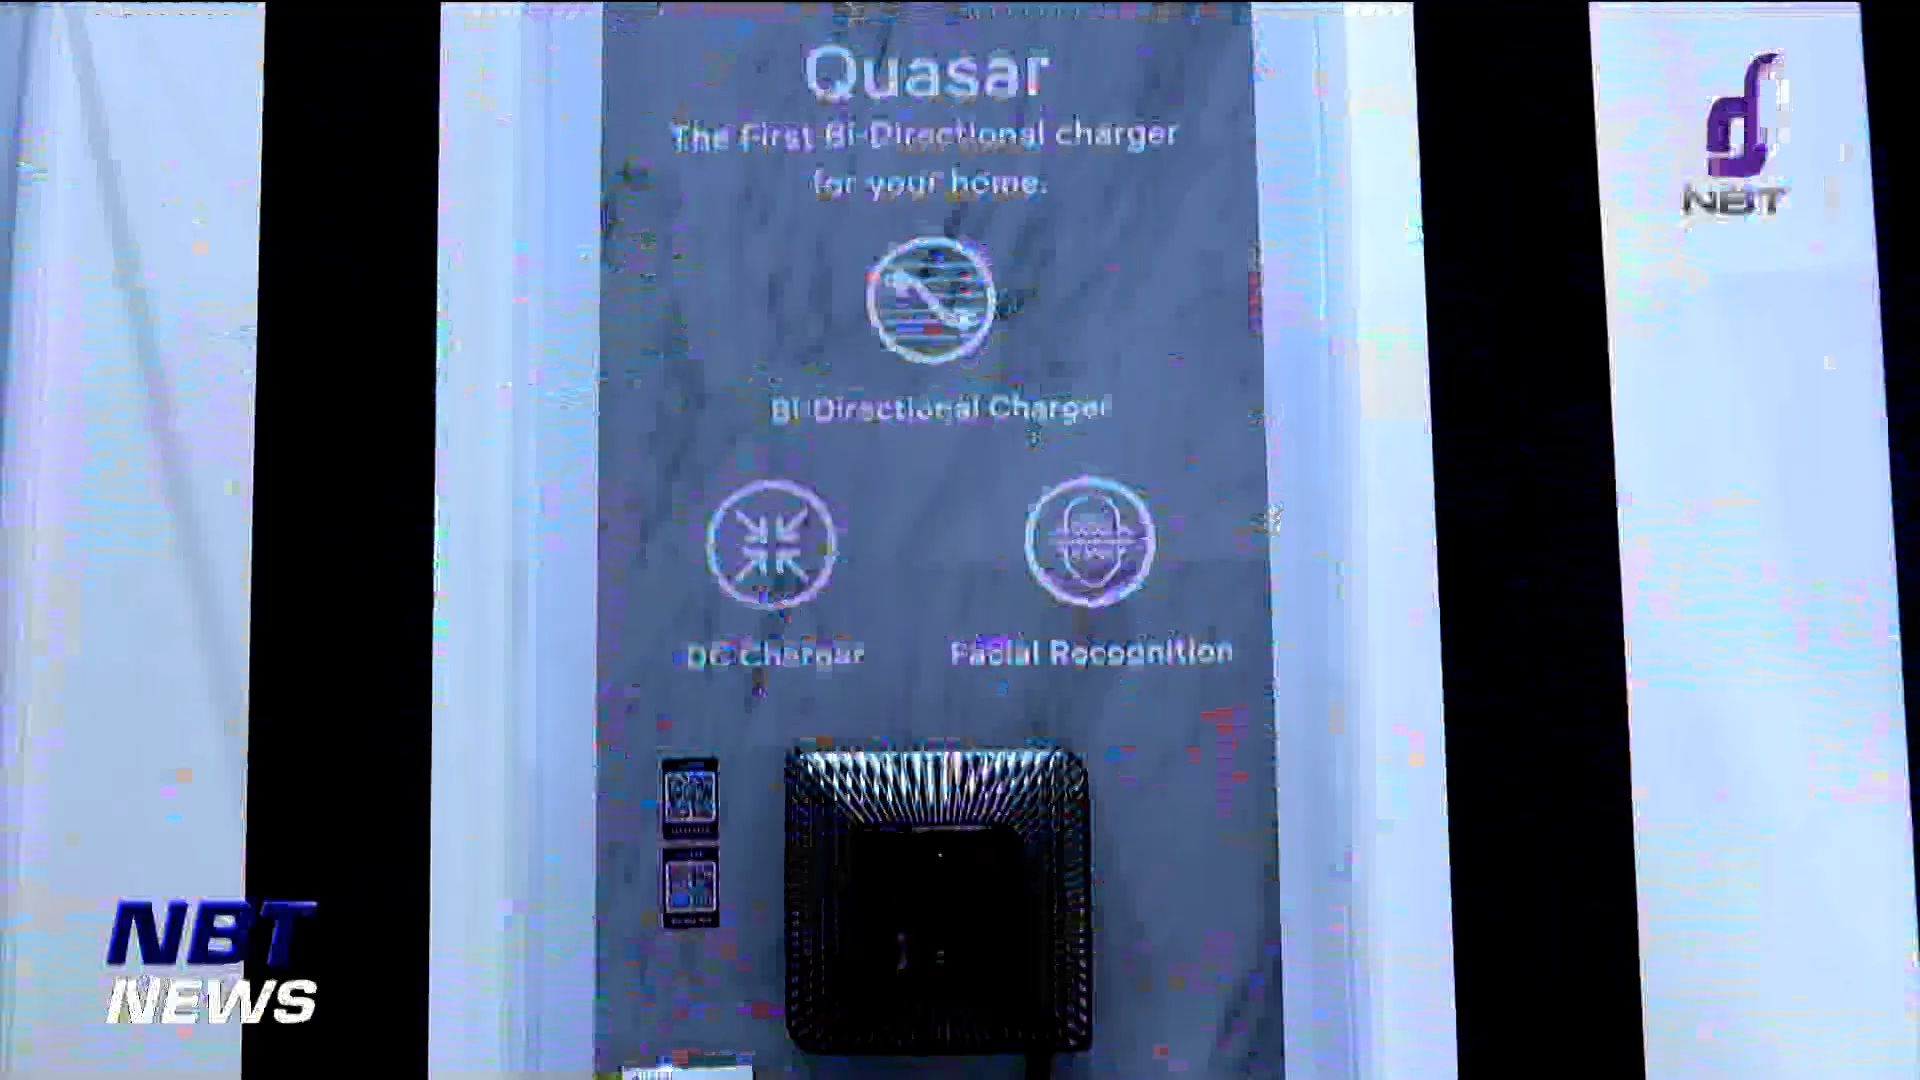 Quasar
The First Bi-Directional charger
for your home.
Bi-Directional Charger
DC Charger
Facial Recognition
NBT
NBT
NEWS